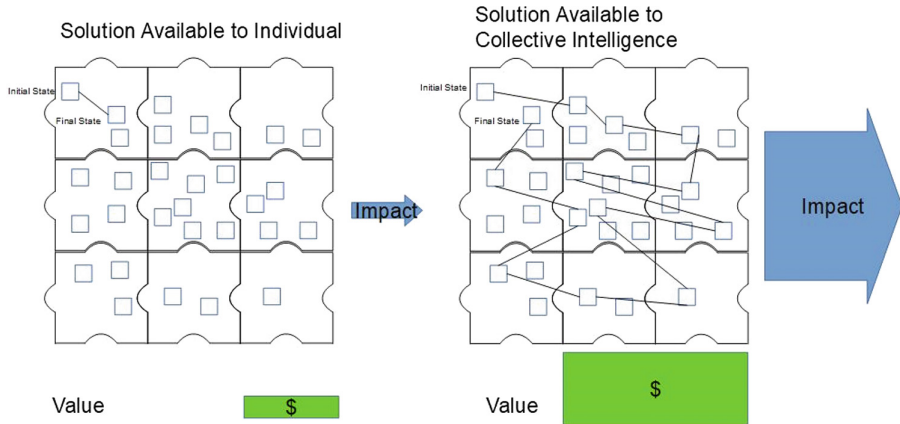 Solution Available to Individual
Solution Available to
Collective Intelligence
Initial State
Final State
Initial State
Final State
Impact
Impact
Value
$
Value
$